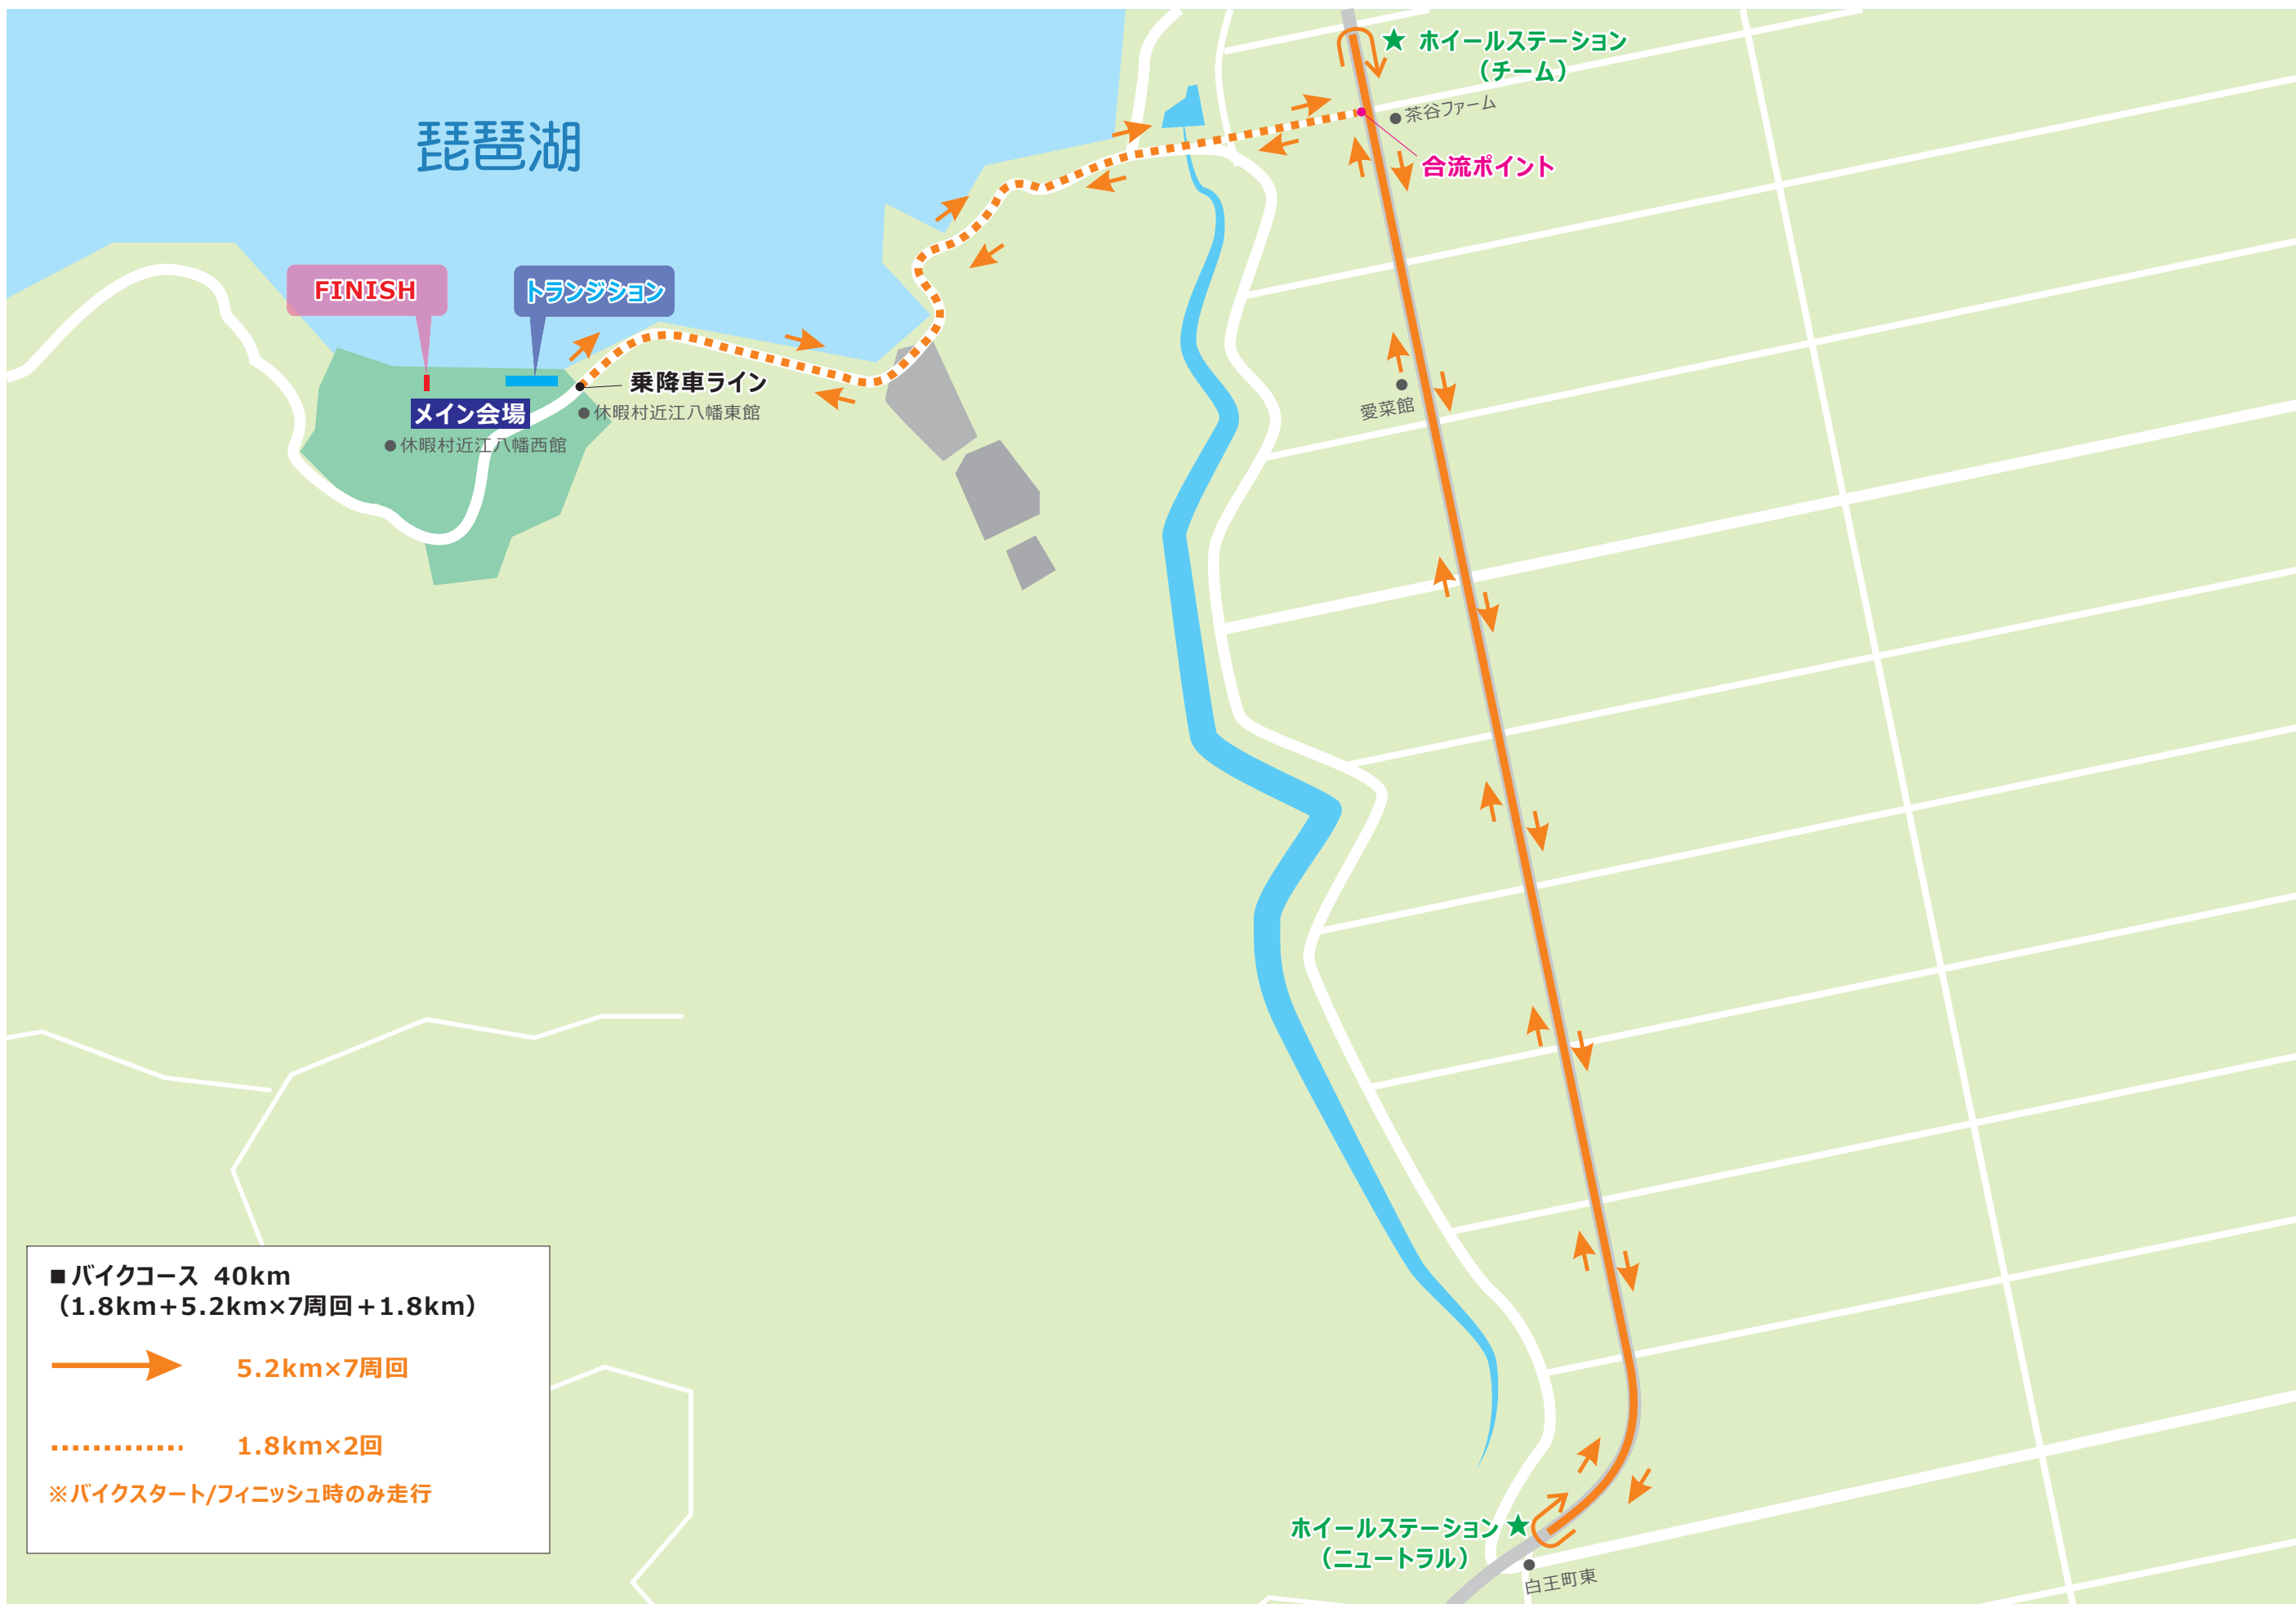 ★ ホイールステーション
（チーム）
●茶谷ファーム
合流ポイント
琵琶湖
FINISH
トランジション
乗降車ライン
メイン会場
●休暇村近江八幡東館
●休暇村近江八幡西館
愛菜館
■バイクコース 40km
（1.8km＋5.2km×7周回＋1.8km）
5.2km×7周回
1.8km×2回
※バイクスタート/フィニッシュ時のみ走行
ホイールステーション ★
（ニュートラル）
白王町東